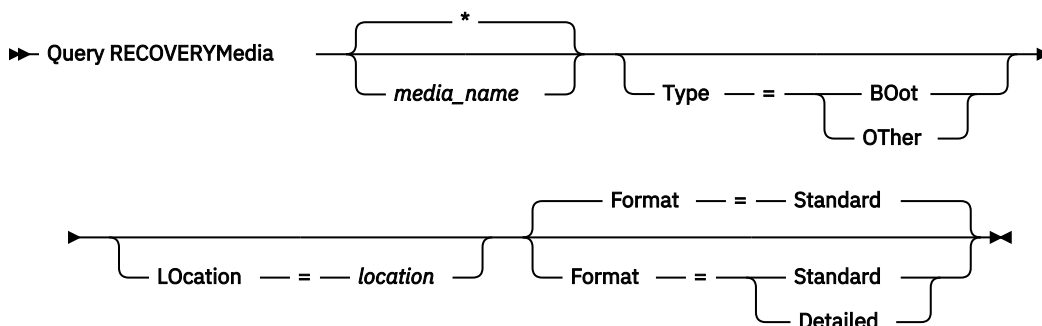 *
Query RECOVERYMedia
media_name
Type = BOot
OTher
Format = Standard
LOcation = location
Format = Standard
Detailed